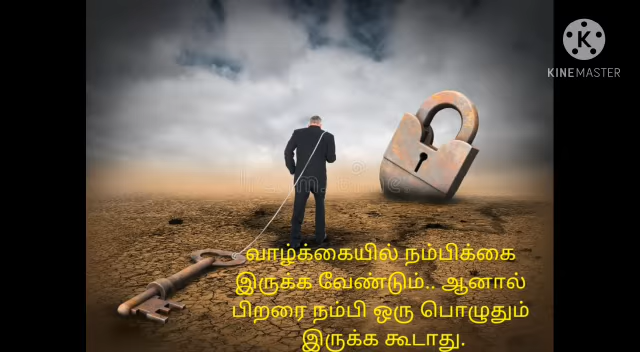 KINEMASTER
வாழ்க்கையில் நம்பிக்கை
இருக்க வேண்டும்.. ஆனால்
பிறரை நம்பி ஒரு பொழுதும்
இருக்க கூடாது.